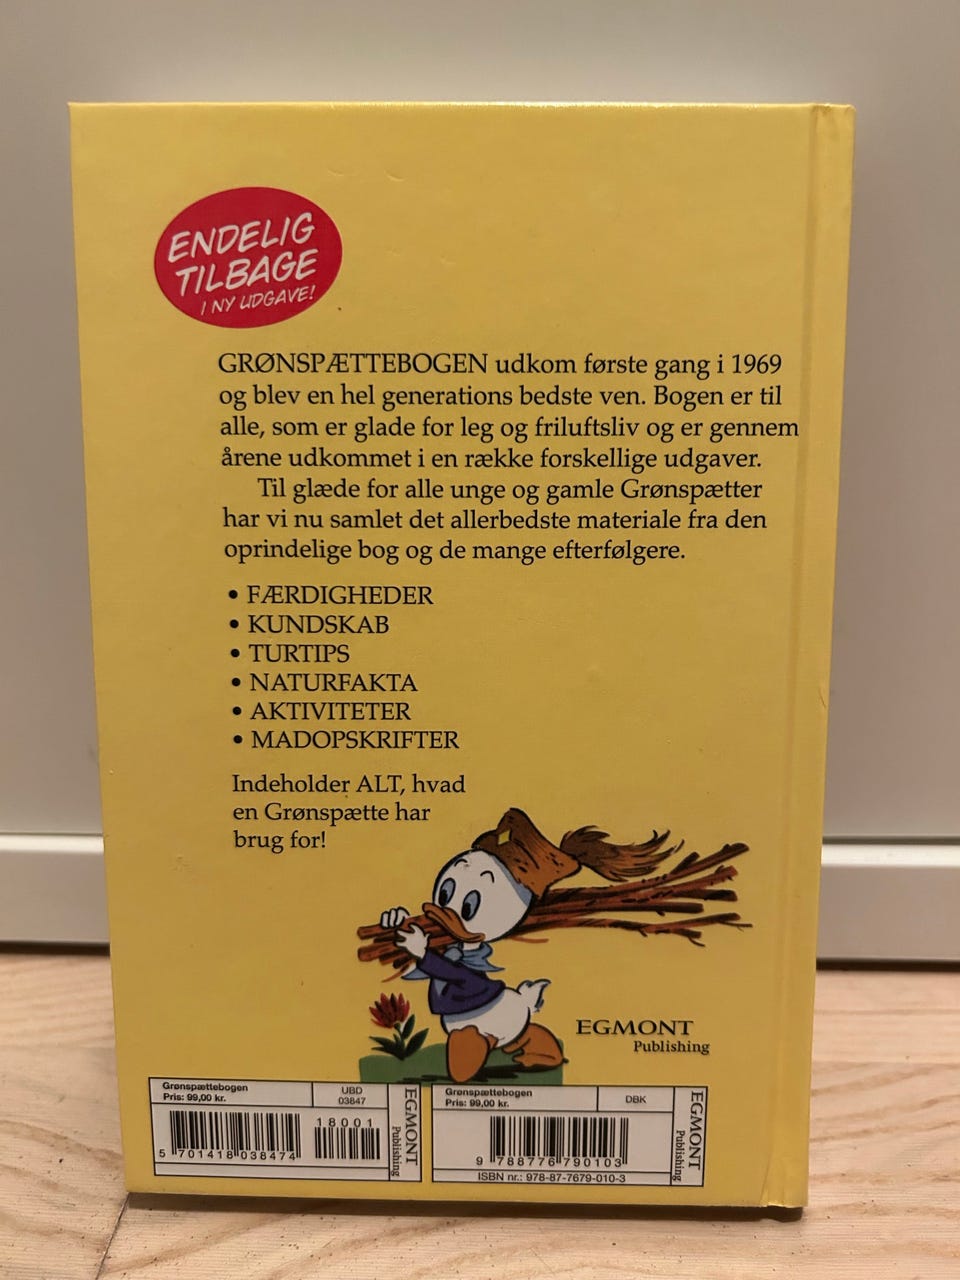 ENDELIG
TILBAGE
I NY UDGAVE!
GRØNSPÆTTEBOGEN udkom første gang i 1969
og blev en hel generations bedste ven. Bogen er til
alle, som er glade for leg og friluftsliv og er gennem
årene udkommet i en række forskellige udgaver.
Til glæde for alle unge og gamle Grønspætter
har vi nu samlet det allerbedste materiale fra den
oprindelige bog og de mange efterfølgere.
• FÆRDIGHEDER
• KUNDSKAB
• TURTIPS
• NATURFAKTA
• AKTIVITETER
• MADOPSKRIFTER
Indeholder ALT, hvad
en Grønspætte har
brug for!
EGMONT
Publishing
Grønspættebogen
Pris: 99,00 kr.
UBD
03847
18001
5 701418 038474
EGMONT
Publishing
Grønspættebogen
Pris: 99,00 kr.
DBK
9 788776 790103
ISBN nr.: 978-87-7679-010-3
EGMONT
Publishing